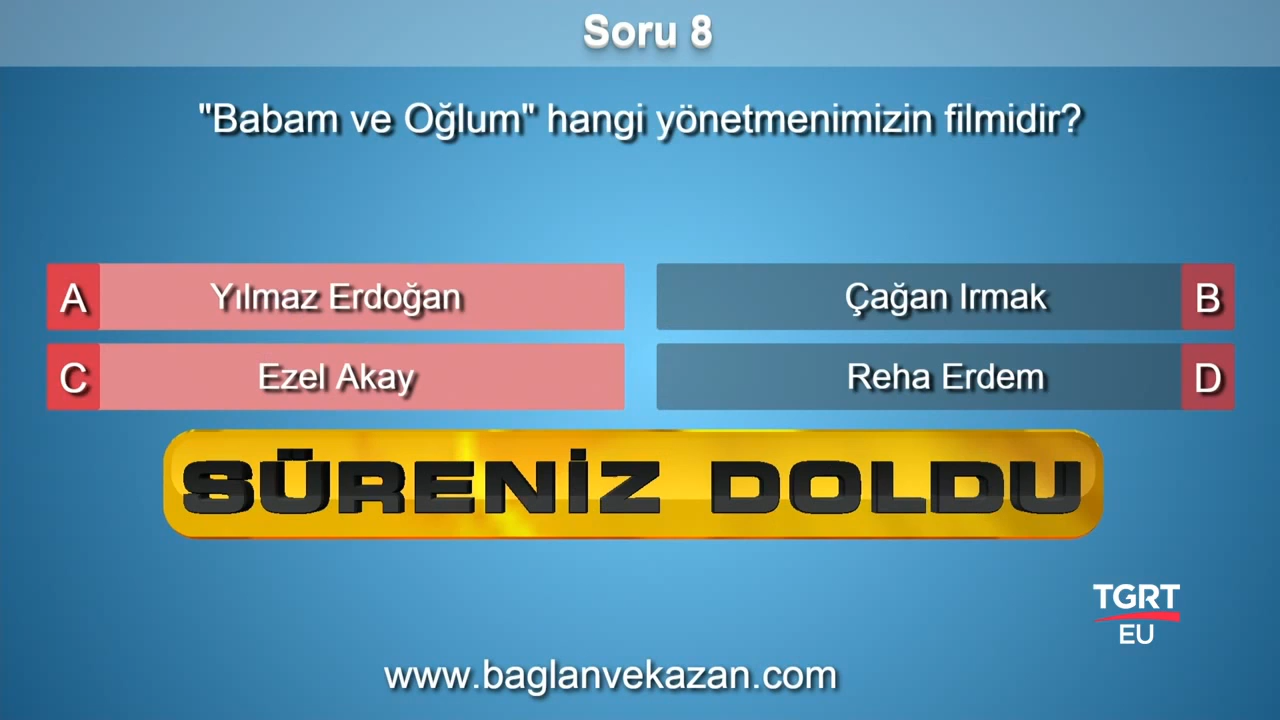 Soru 8
"Babam ve Oğlum" hangi yönetmenimizin filmidir?
A Yılmaz Erdoğan
Çağan Irmak B
C Ezel Akay
Reha Erdem D
SÜRENİZ DOLDU
TGRT
EU
www.baglanvekazan.com